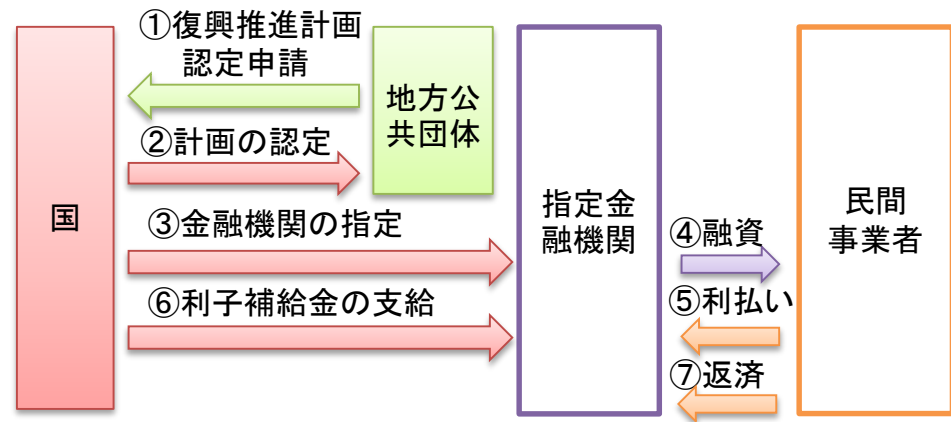 ①復興推進計画
認定申請
地方公
共団体
②計画の認定
国
③金融機関の指定
指定金
融機関
④融資
民間
事業者
⑥利子補給金の支給
⑤利払い
⑦返済